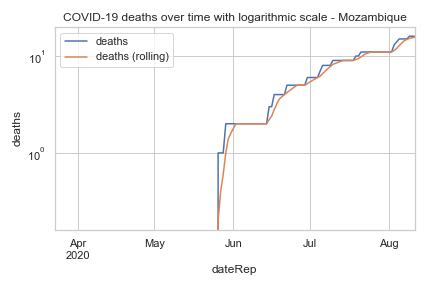 COVID-19 deaths over time with logarithmic scale - Mozambique
deaths
deaths (rolling)
10¹
10⁰
deaths
Apr
2020
May
Jun
Jul
Aug
dateRep